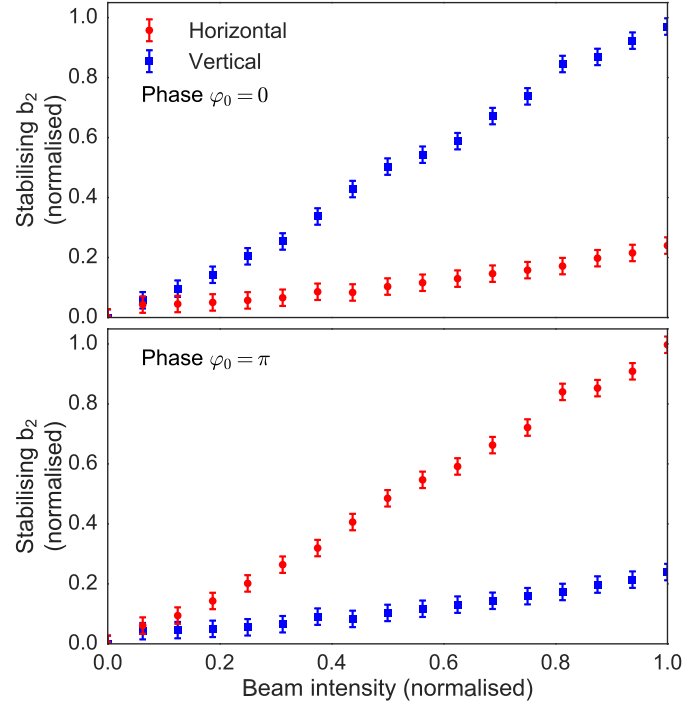 Horizontal
Vertical
Phase φ₀ = 0
Stabilising b₂
(normalised)
1.0
0.8
0.6
0.4
0.2
0.0
Phase φ₀ = π
Stabilising b₂
(normalised)
1.0
0.8
0.6
0.4
0.2
0.0
0.0 0.2 0.4 0.6 0.8 1.0
Beam intensity (normalised)